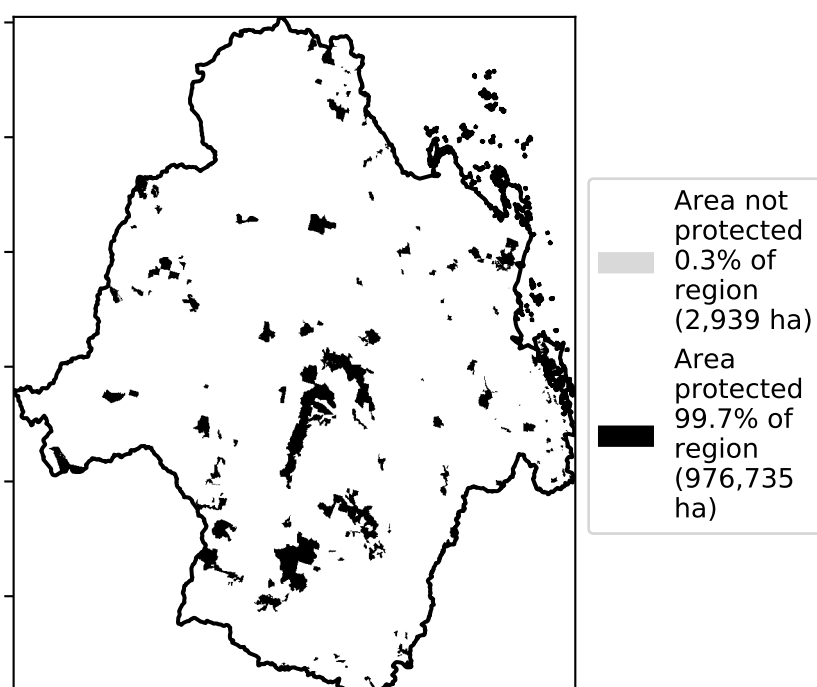 Area not
protected
0.3% of
region
(2,939 ha)
Area
protected
99.7% of
region
(976,735
ha)